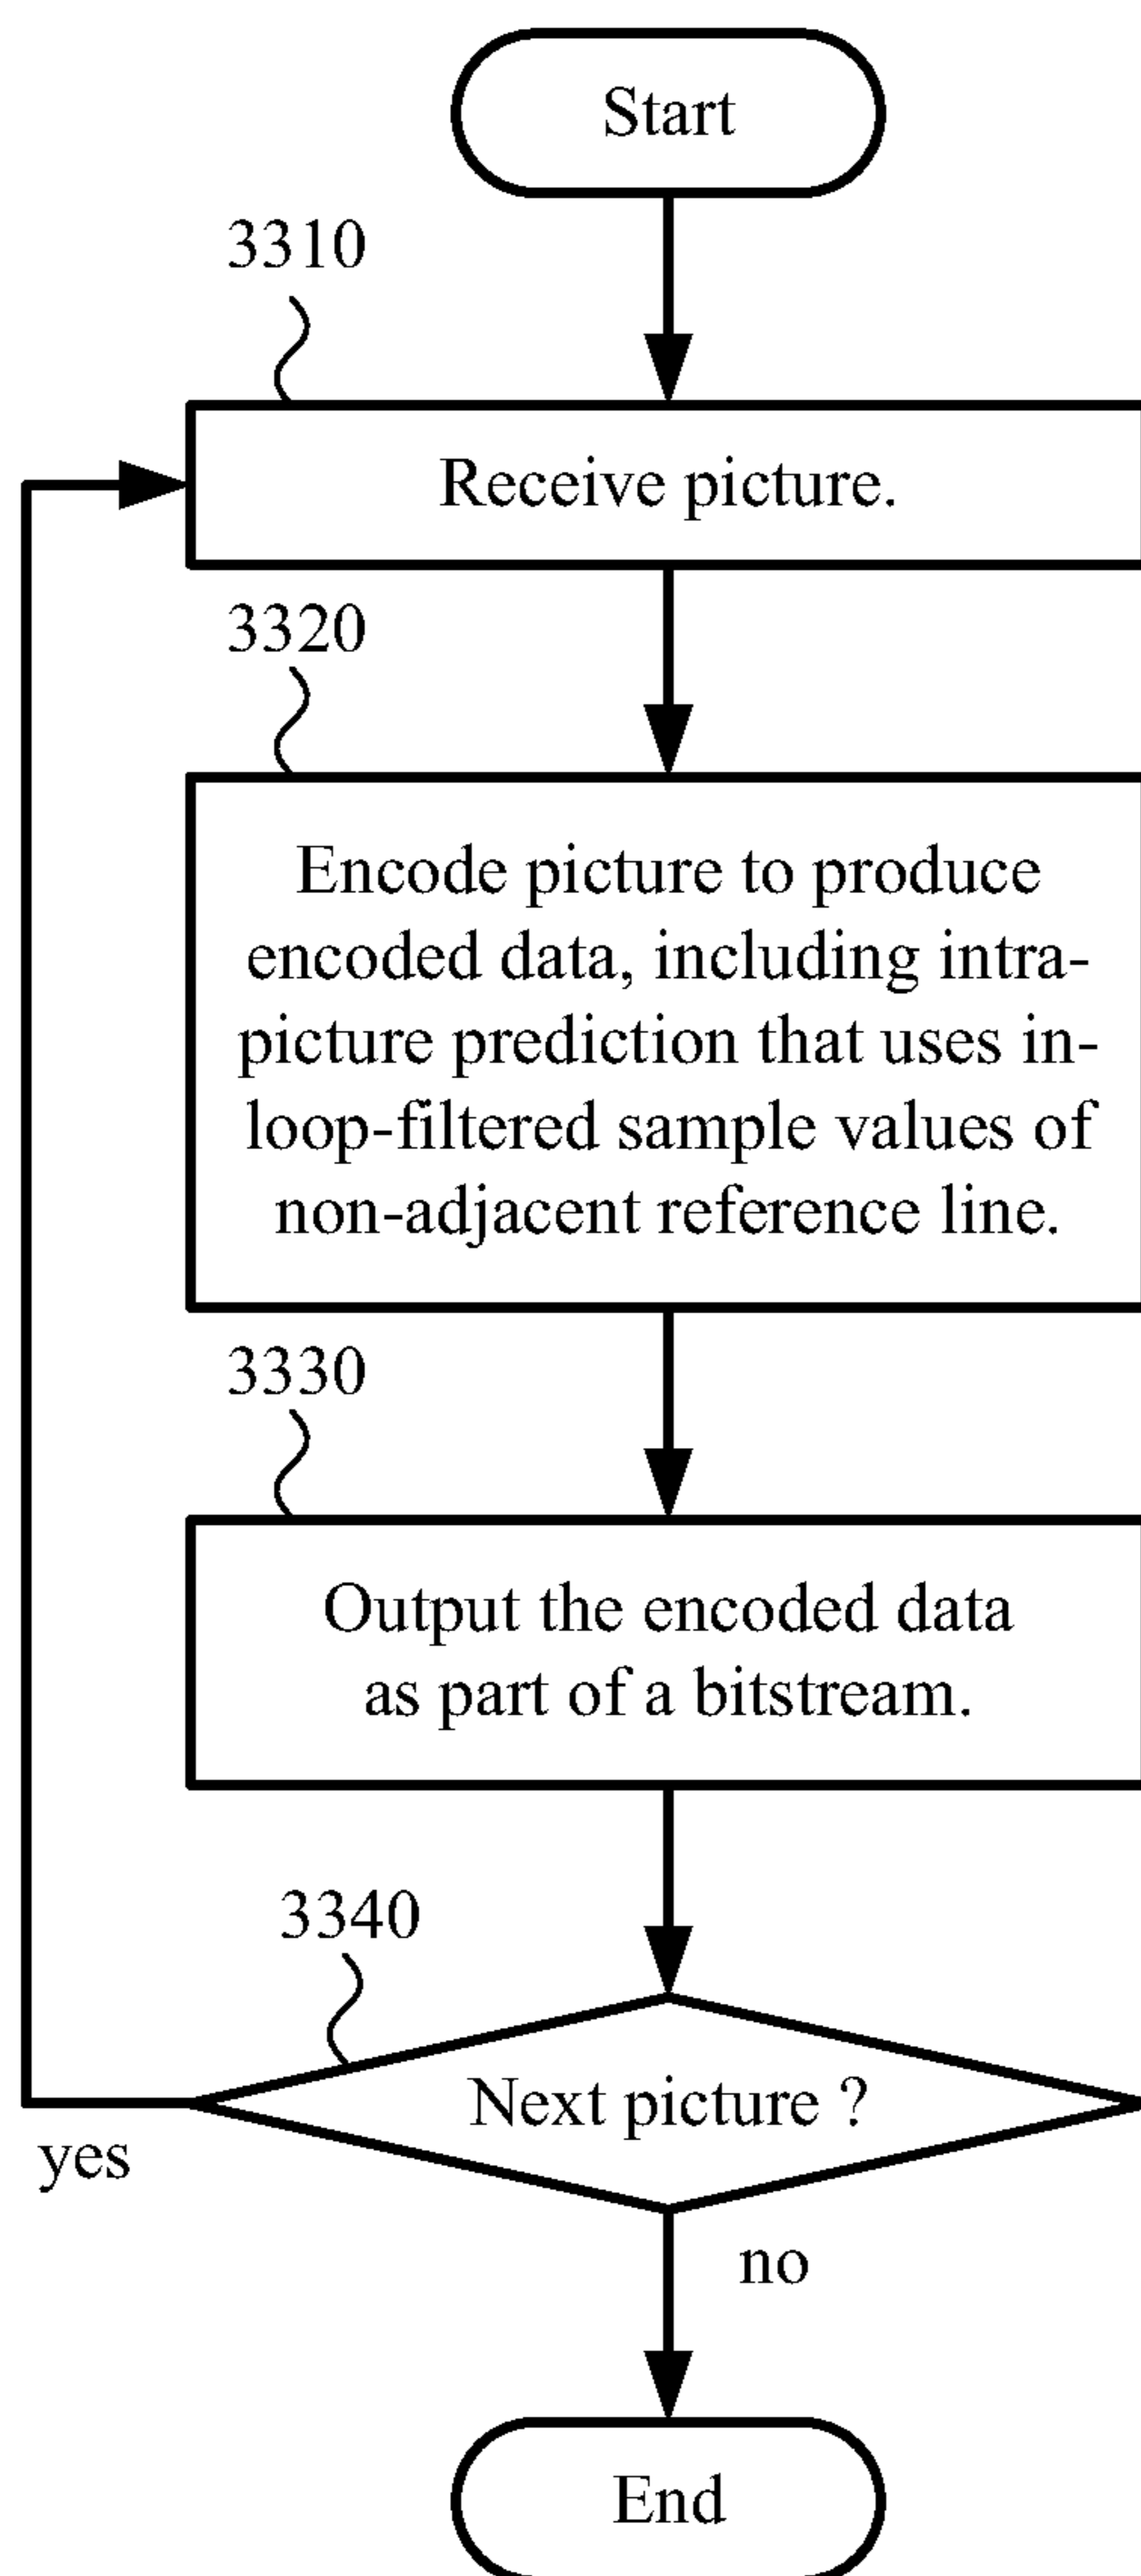 Start
3310
Receive picture.
3320
Encode picture to produce
encoded data, including intra-
picture prediction that uses in-
loop-filtered sample values of
non-adjacent reference line.
3330
Output the encoded data
as part of a bitstream.
3340
Next picture ?
yes
no
End